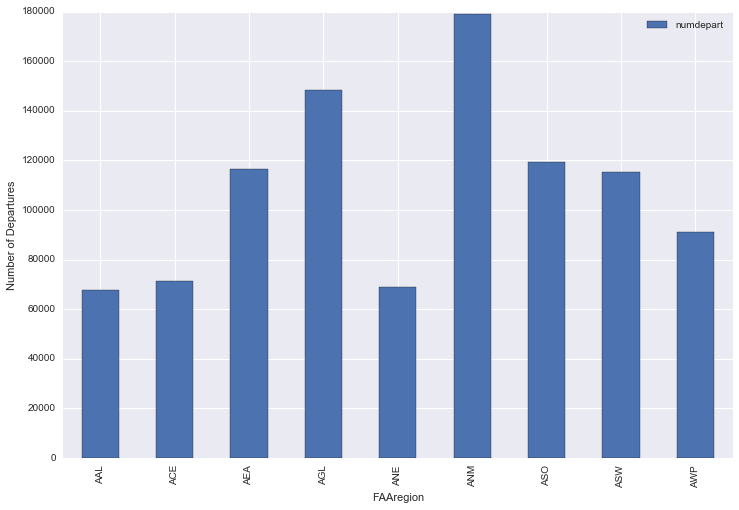 180000
160000
140000
120000
100000
80000
60000
40000
20000
0
Number of Departures
numdepart
AAL
ACE
AEA
AGL
ANE
ANM
ASO
ASW
AWP
FAAregion